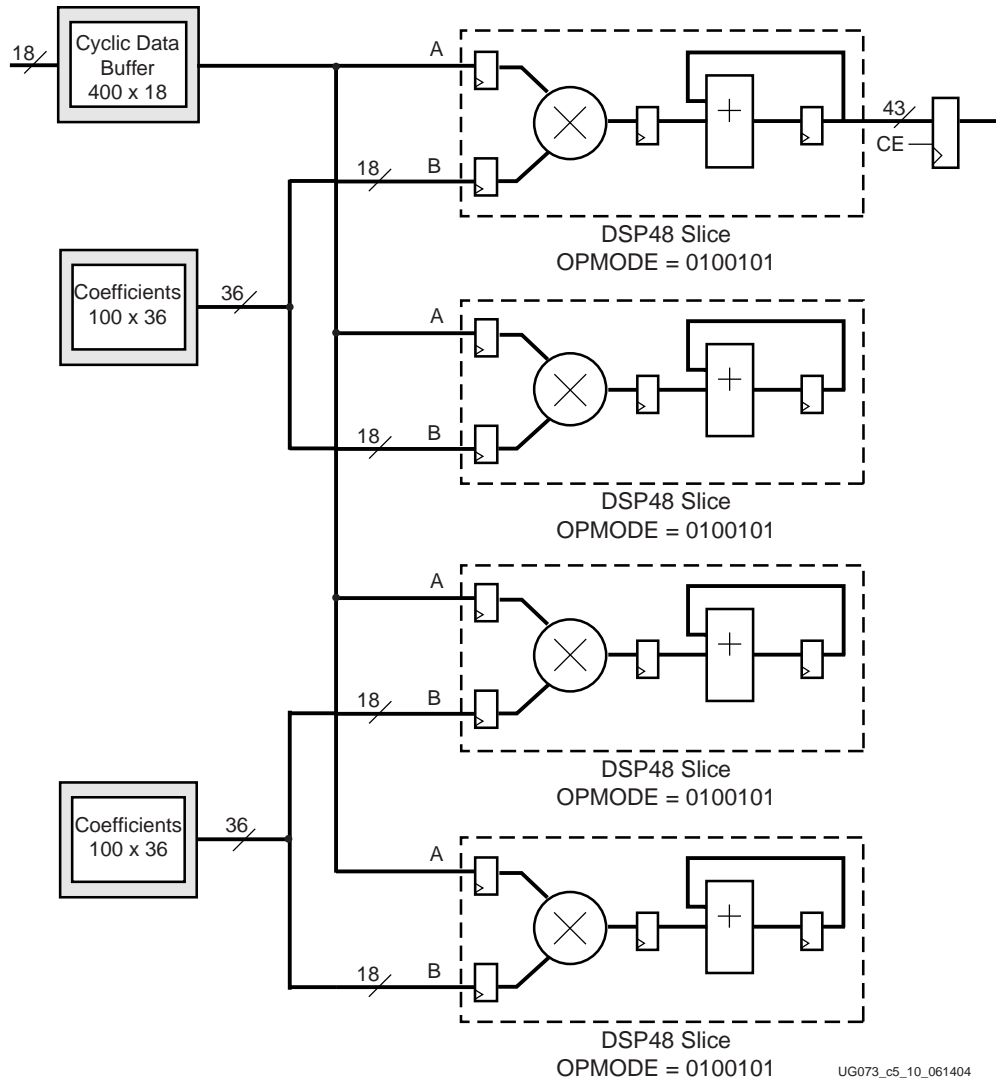 18
Cyclic Data
Buffer
400 x 18
A
18
B
43
CE
DSP48 Slice
OPMODE = 0100101
Coefficients
100 x 36
36
A
18
B
DSP48 Slice
OPMODE = 0100101
A
18
B
DSP48 Slice
OPMODE = 0100101
Coefficients
100 x 36
36
A
18
B
DSP48 Slice
OPMODE = 0100101
UG073_c5_10_061404